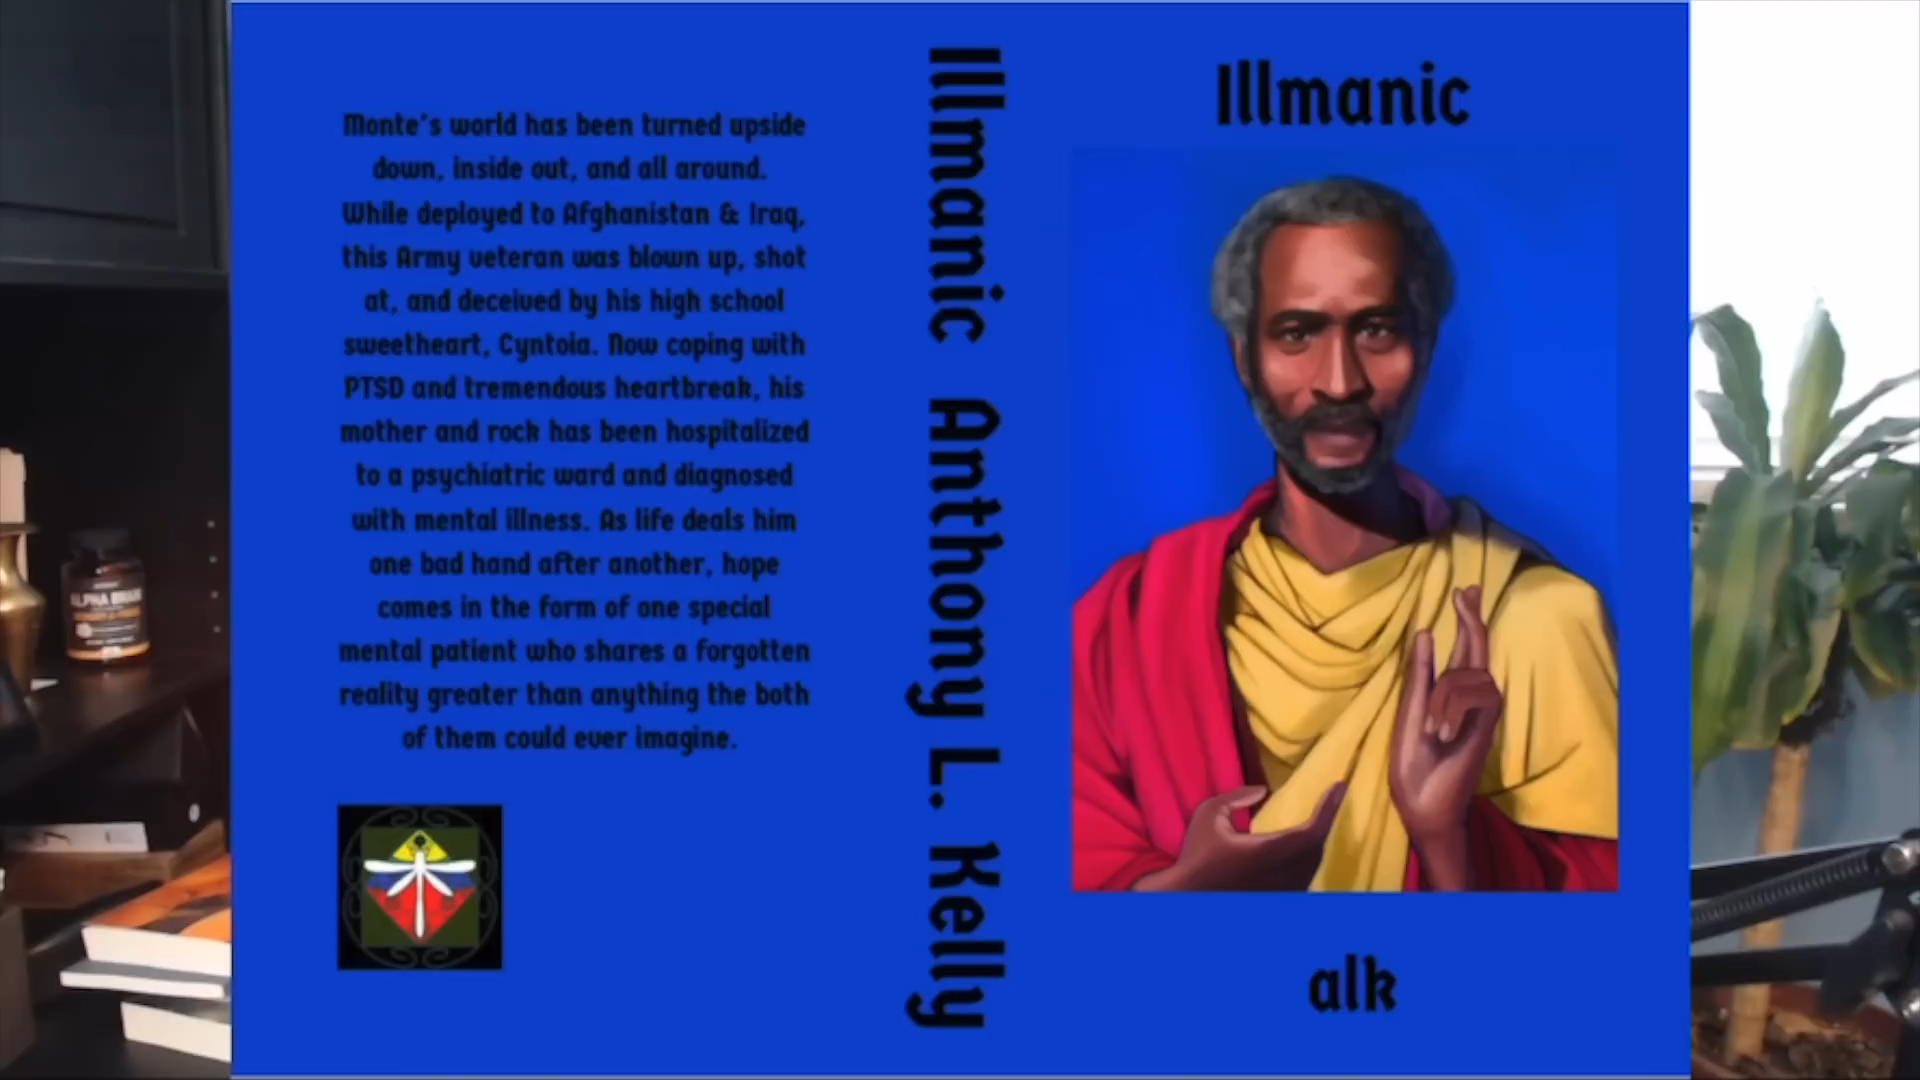 Monte's world has been turned upside
down, inside out, and all around.
While deployed to Afghanistan & Iraq,
this Army veteran was blown up, shot
at, and deceived by his high school
sweetheart, Cyntoia. Now coping with
PTSD and tremendous heartbreak, his
mother and rock has been hospitalized
to a psychiatric ward and diagnosed
with mental illness. As life deals him
one bad hand after another, hope
comes in the form of one special
mental patient who shares a forgotten
reality greater than anything the both
of them could ever imagine.
Illmanic Anthony L. Kelly
Illmanic
alk
ALPHA BRAIN